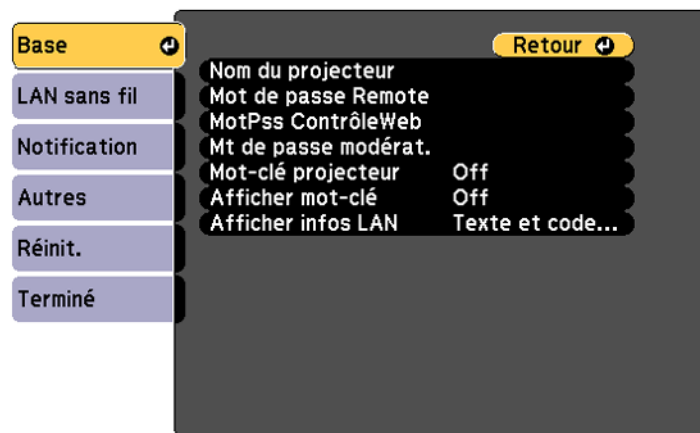 Base
LAN sans fil
Notification
Autres
Réinit.
Terminé
Retour
Nom du projecteur
Mot de passe Remote
MotPss ContrôleWeb
Mt de passe modérat.
Mot-clé projecteur Off
Afficher mot-clé Off
Afficher infos LAN Texte et code...